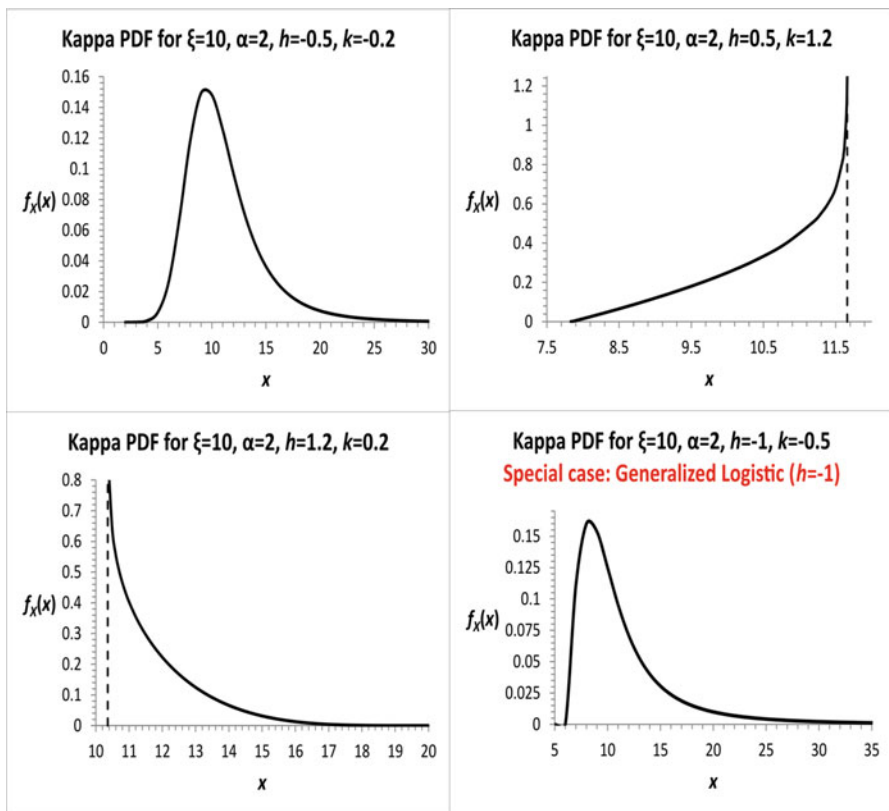 Kappa PDF for ξ=10, α=2, h=-0.5, k=-0.2
0.16
0.14
0.12
0.1
0.08
0.06
0.04
0.02
0
fX(x)
0 5 10 15 20 25 30
x
Kappa PDF for ξ=10, α=2, h=0.5, k=1.2
1.2
1
0.8
0.6
0.4
0.2
0
fX(x)
7.5 8.5 9.5 10.5 11.5
x
Kappa PDF for ξ=10, α=2, h=1.2, k=0.2
0.8
0.7
0.6
0.5
0.4
0.3
0.2
0.1
0
fX(x)
10 11 12 13 14 15 16 17 18 19 20
x
Kappa PDF for ξ=10, α=2, h=-1, k=-0.5
Special case: Generalized Logistic (h=-1)
0.15
0.125
0.1
0.075
0.05
0.025
0
fX(x)
5 10 15 20 25 30 35
x